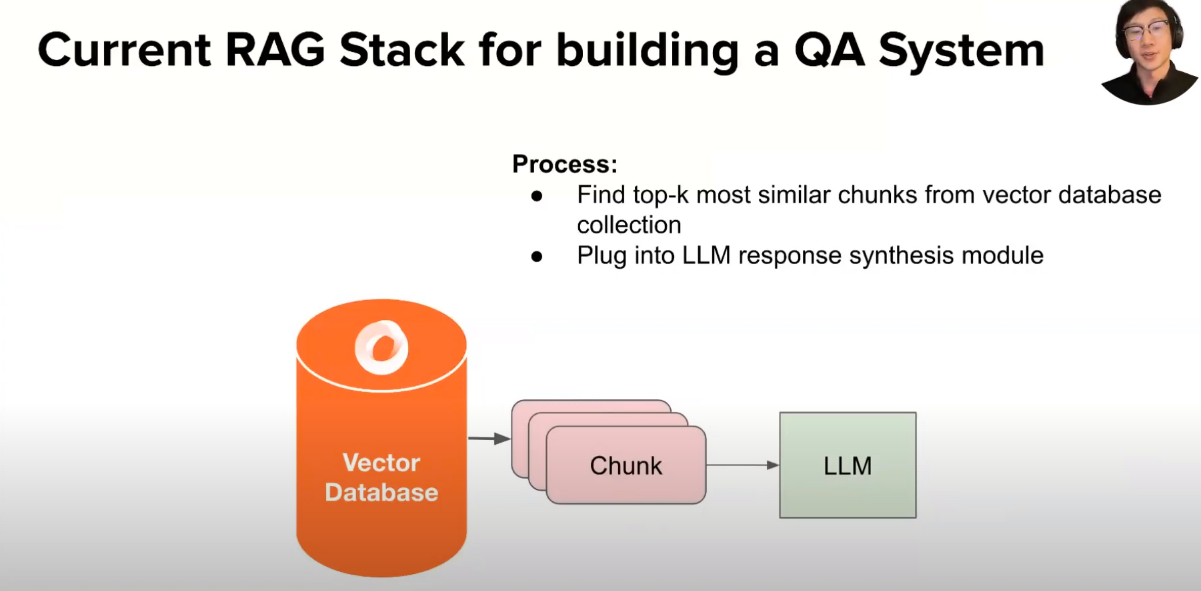 Current RAG Stack for building a QA System
Process:
● Find top-k most similar chunks from vector database
collection
● Plug into LLM response synthesis module
Vector
Database
Chunk
LLM